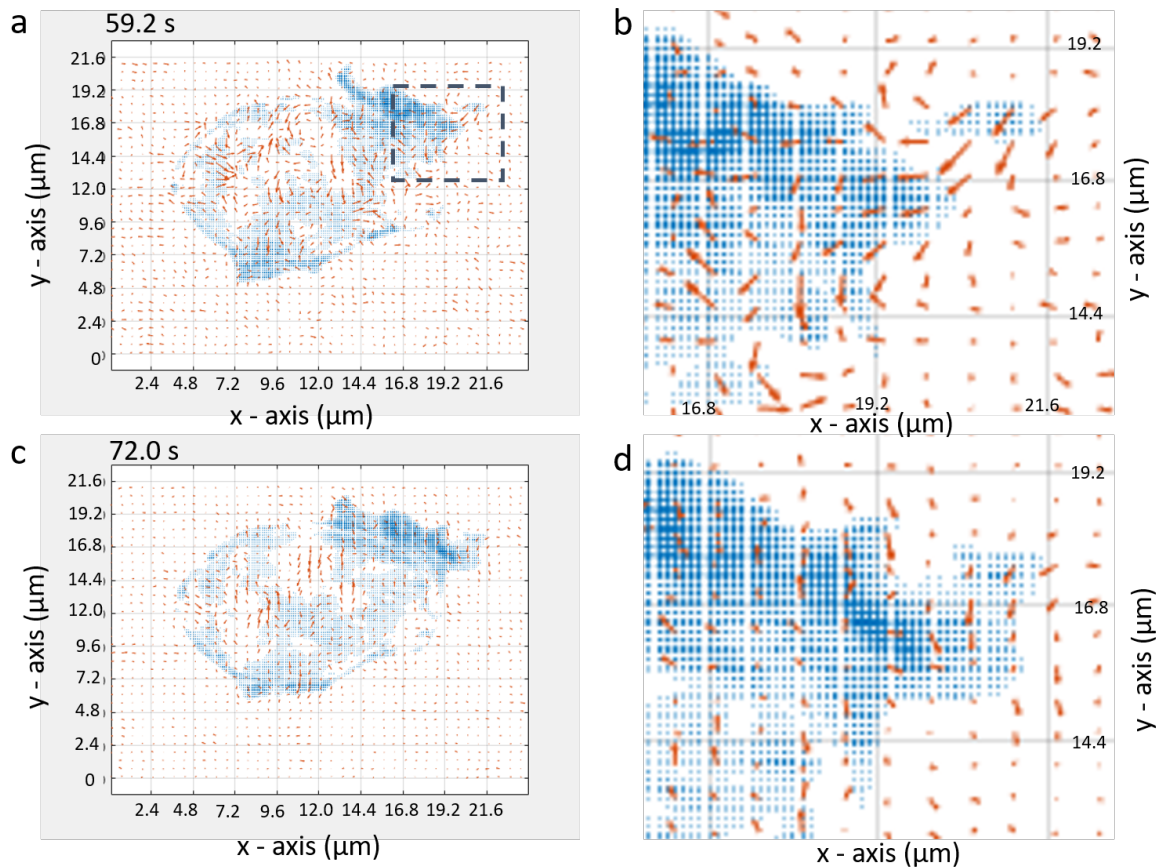 a
59.2 s
21.6
19.2
16.8
14.4
12.0
9.6
7.2
4.8
2.4
0
y - axis (µm)
2.4 4.8 7.2 9.6 12.0 14.4 16.8 19.2 21.6
x - axis (µm)
b
19.2
16.8
14.4
y - axis (µm)
16.8 19.2 21.6
x - axis (µm)
c
72.0 s
21.6
19.2
16.8
14.4
12.0
9.6
7.2
4.8
2.4
0
y - axis (µm)
2.4 4.8 7.2 9.6 12.0 14.4 16.8 19.2 21.6
x - axis (µm)
d
19.2
16.8
14.4
y - axis (µm)
x - axis (µm)